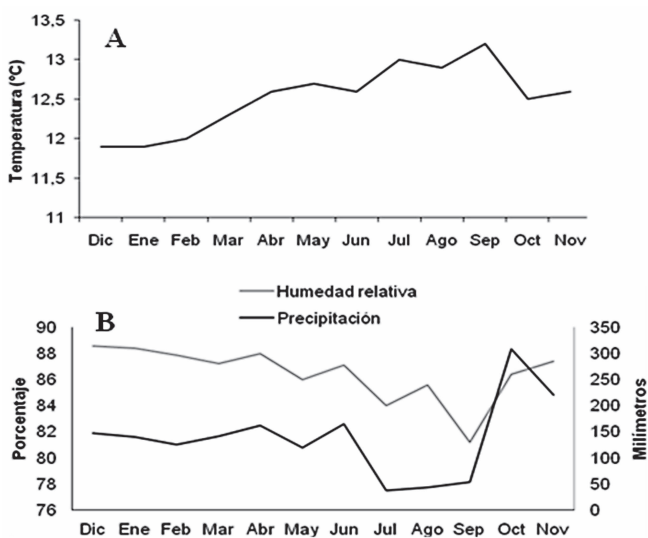 A
13,5
13
12,5
12
11,5
11
Temperatura (°C)
Dic Ene Feb Mar Abr May Jun Jul Ago Sep Oct Nov
B
Humedad relativa
Precipitación
90
88
86
84
82
80
78
76
Porcentaje
350
300
250
200
150
100
50
0
Milímetros
Dic Ene Feb Mar Abr May Jun Jul Ago Sep Oct Nov